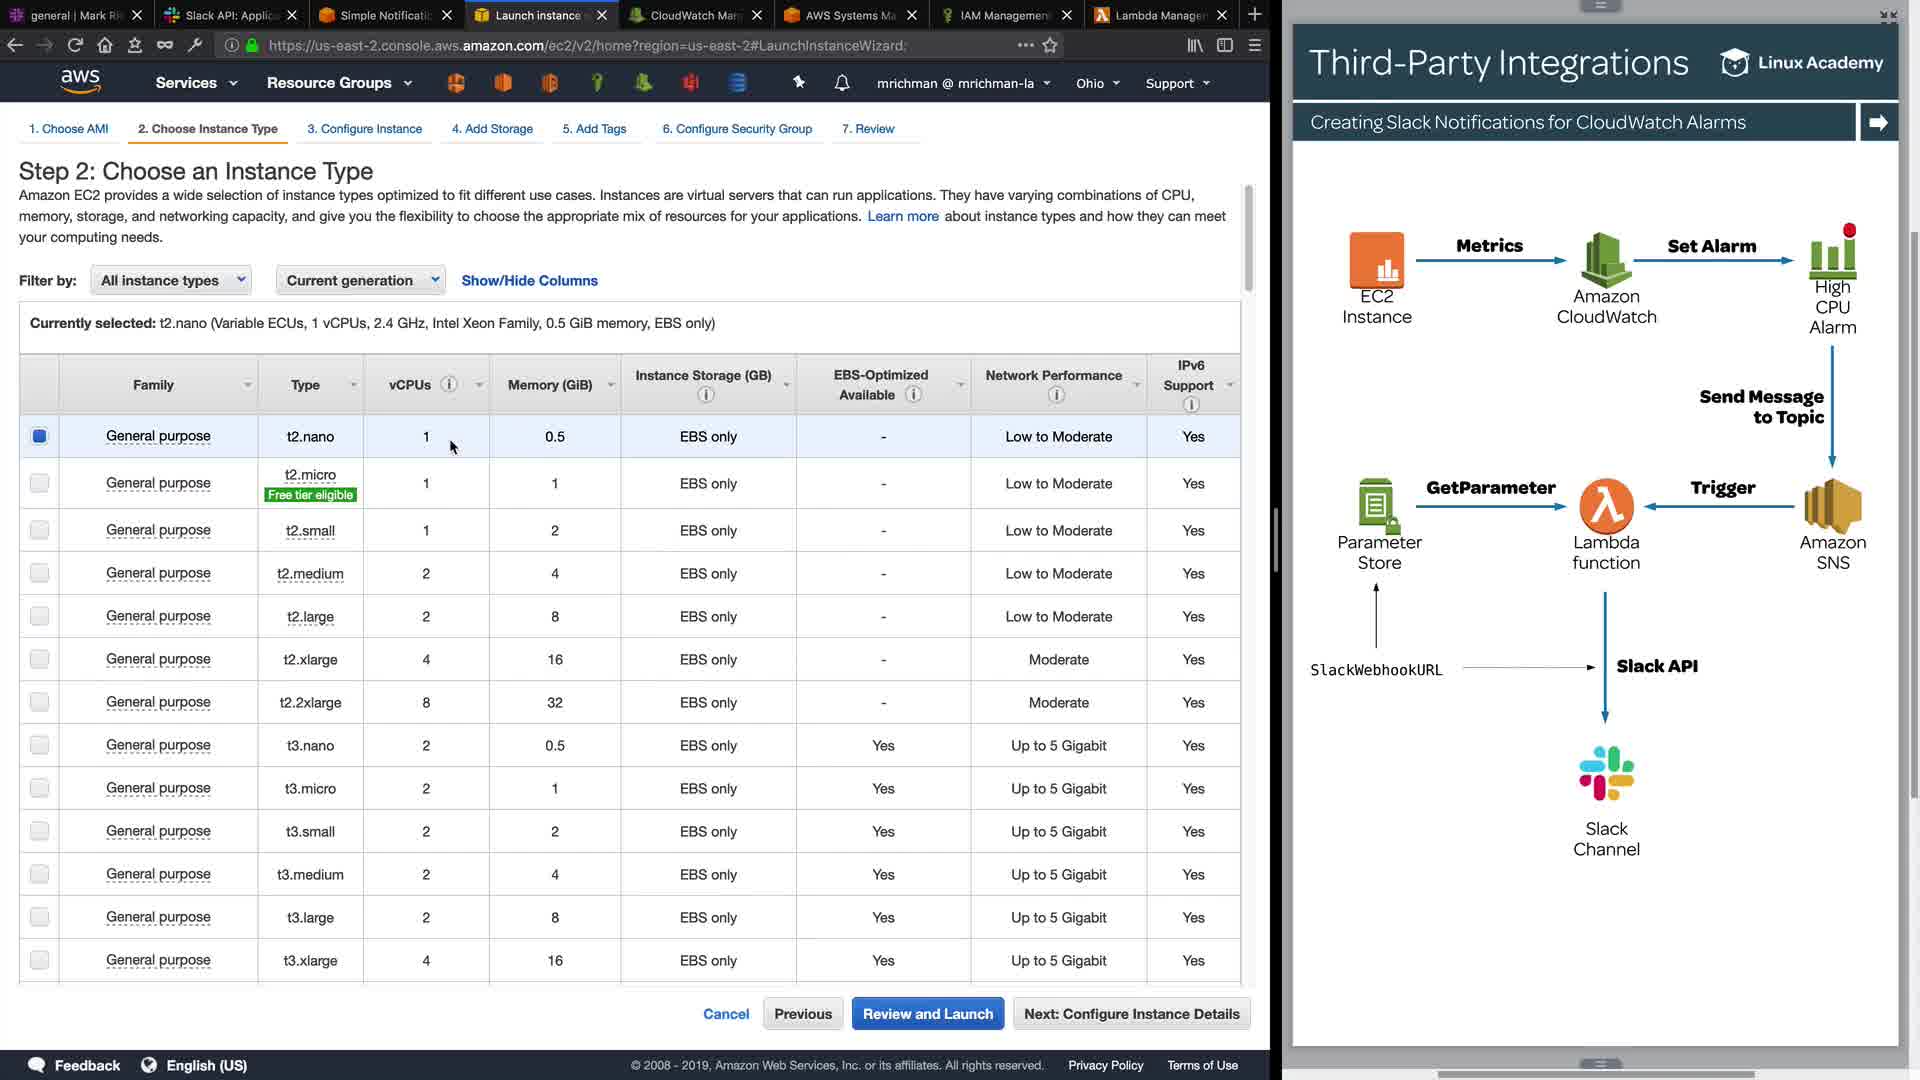 general | Mark Ri
Slack API: Applic
Simple Notificatio
Launch instance
CloudWatch Man
AWS Systems Ma
IAM Management
Lambda Manage
https://us-east-2.console.aws.amazon.com/ec2/v2/home?region=us-east-2#LaunchInstanceWizard:
aws
Services
Resource Groups
mrichman @ mrichman-la
Ohio
Support
1. Choose AMI
2. Choose Instance Type
3. Configure Instance
4. Add Storage
5. Add Tags
6. Configure Security Group
7. Review
Step 2: Choose an Instance Type
Amazon EC2 provides a wide selection of instance types optimized to fit different use cases. Instances are virtual servers that can run applications. They have varying combinations of CPU,
memory, storage, and networking capacity, and give you the flexibility to choose the appropriate mix of resources for your applications. Learn more about instance types and how they can meet
your computing needs.
Filter by: All instance types Current generation Show/Hide Columns
Currently selected: t2.nano (Variable ECUs, 1 vCPUs, 2.4 GHz, Intel Xeon Family, 0.5 GiB memory, EBS only)
Family Type vCPUs Memory (GiB) Instance Storage (GB) EBS-Optimized Available Network Performance IPv6 Support
General purpose t2.nano 1 0.5 EBS only - Low to Moderate Yes
General purpose t2.micro Free tier eligible 1 1 EBS only - Low to Moderate Yes
General purpose t2.small 1 2 EBS only - Low to Moderate Yes
General purpose t2.medium 2 4 EBS only - Low to Moderate Yes
General purpose t2.large 2 8 EBS only - Low to Moderate Yes
General purpose t2.xlarge 4 16 EBS only - Moderate Yes
General purpose t2.2xlarge 8 32 EBS only - Moderate Yes
General purpose t3.nano 2 0.5 EBS only Yes Up to 5 Gigabit Yes
General purpose t3.micro 2 1 EBS only Yes Up to 5 Gigabit Yes
General purpose t3.small 2 2 EBS only Yes Up to 5 Gigabit Yes
General purpose t3.medium 2 4 EBS only Yes Up to 5 Gigabit Yes
General purpose t3.large 2 8 EBS only Yes Up to 5 Gigabit Yes
General purpose t3.xlarge 4 16 EBS only Yes Up to 5 Gigabit Yes
Cancel
Previous
Review and Launch
Next: Configure Instance Details
Feedback
English (US)
© 2008 - 2019, Amazon Web Services, Inc. or its affiliates. All rights reserved.
Privacy Policy
Terms of Use
Third-Party Integrations
Linux Academy
Creating Slack Notifications for CloudWatch Alarms
Metrics
Set Alarm
EC2
Instance
Amazon
CloudWatch
High
CPU
Alarm
Send Message
to Topic
GetParameter
Trigger
Parameter
Store
Lambda
function
Amazon
SNS
SlackWebhookURL
Slack API
Slack
Channel